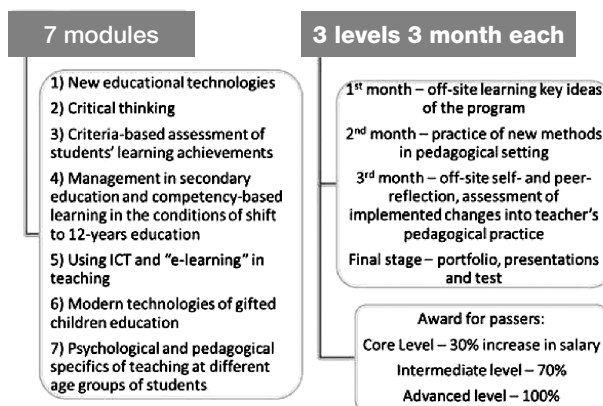 7 modules
1) New educational technologies
2) Critical thinking
3) Criteria-based assessment of
students' learning achievements
4) Management in secondary
education and competency-based
learning in the conditions of shift
to 12-years education
5) Using ICT and "e-learning" in
teaching
6) Modern technologies of gifted
children education
7) Psychological and pedagogical
specifics of teaching at different
age groups of students
3 levels 3 month each
1st month – off-site learning key ideas
of the program
2nd month – practice of new methods
in pedagogical setting
3rd month – off-site self- and peer-
reflection, assessment of
implemented changes into teacher's
pedagogical practice
Final stage – portfolio, presentations
and test
Award for passers:
Core Level – 30% increase in salary
Intermediate level – 70%
Advanced level – 100%